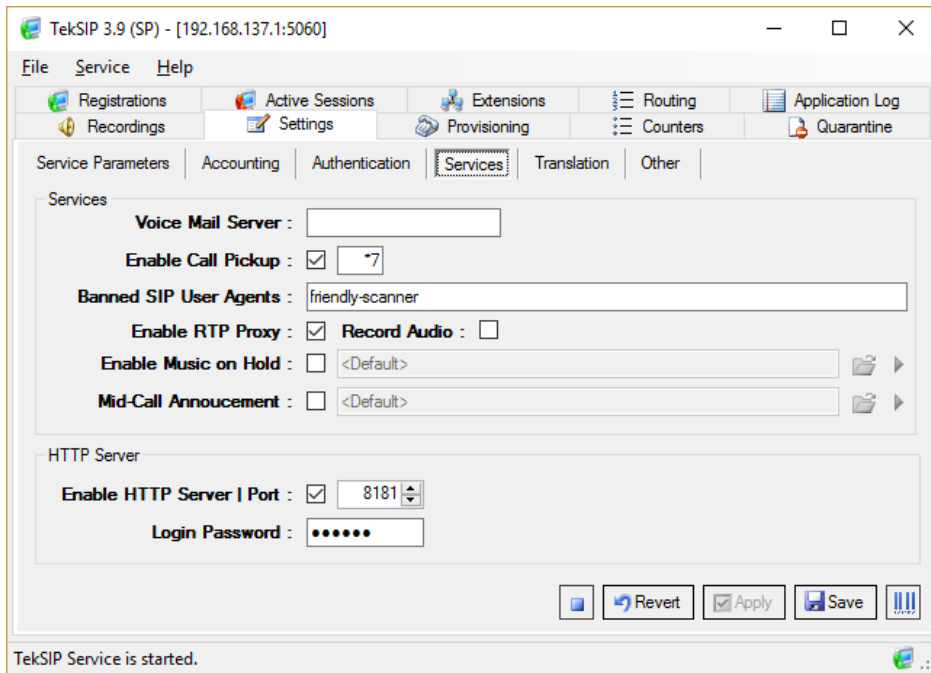 TekSIP 3.9 (SP) - [192.168.137.1:5060]
File Service Help
Registrations Active Sessions Extensions Routing Application Log
Recordings Settings Provisioning Counters Quarantine
Service Parameters Accounting Authentication Services Translation Other
Services
Voice Mail Server :
Enable Call Pickup : *7
Banned SIP User Agents : friendly-scanner
Enable RTP Proxy : Record Audio :
Enable Music on Hold : <Default>
Mid-Call Annoucement : <Default>
HTTP Server
Enable HTTP Server | Port : 8181
Login Password : ●●●●●●
Revert Apply Save
TekSIP Service is started.